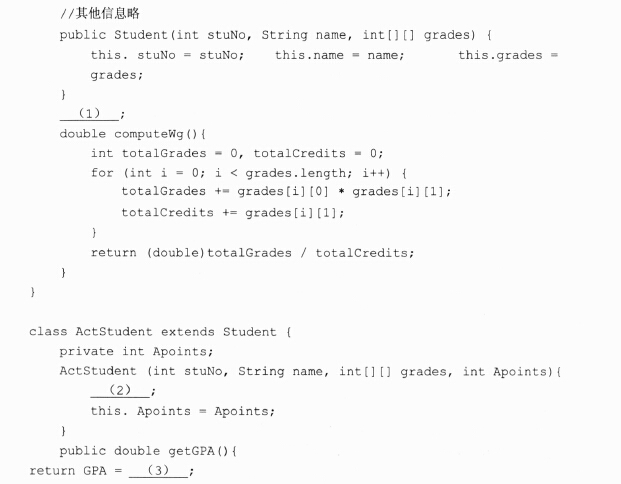 //其他信息略
public Student(int stuNo, String name, int[][] grades) {
this. stuNo = stuNo; this.name = name; this.grades =
grades;
}
(1) ;
double computeWg(){
int totalGrades = 0, totalCredits = 0;
for (int i = 0; i < grades.length; i++) {
totalGrades += grades[i][0] * grades[i][1];
totalCredits += grades[i][1];
}
return (double)totalGrades / totalCredits;
}
}
class ActStudent extends Student {
private int Apoints;
ActStudent (int stuNo, String name, int[][] grades, int Apoints){
(2) ;
this. Apoints = Apoints;
}
public double getGPA(){
return GPA = (3) ;